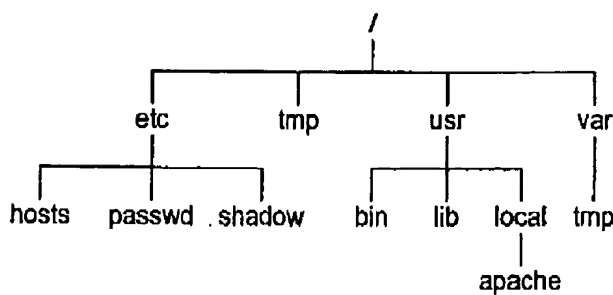 /
etc tmp usr var
hosts passwd shadow bin lib local tmp
apache